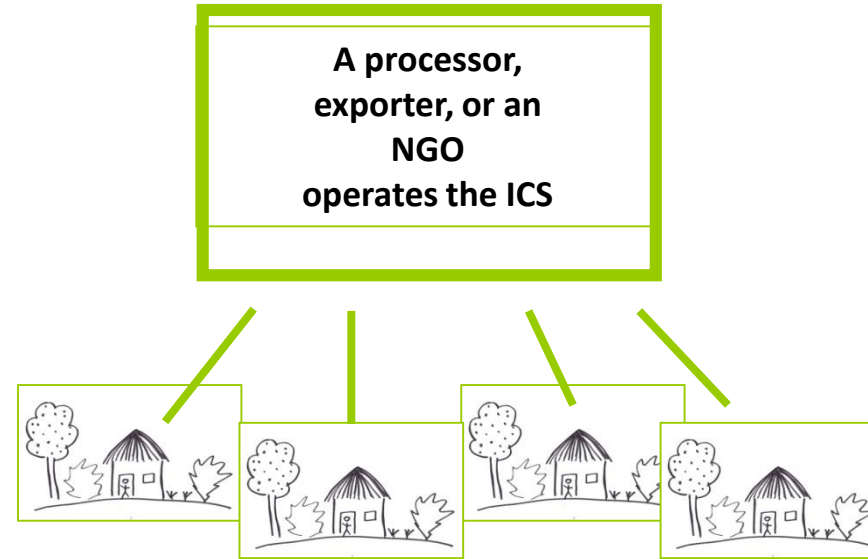 A processor,
exporter, or an
NGO
operates the ICS